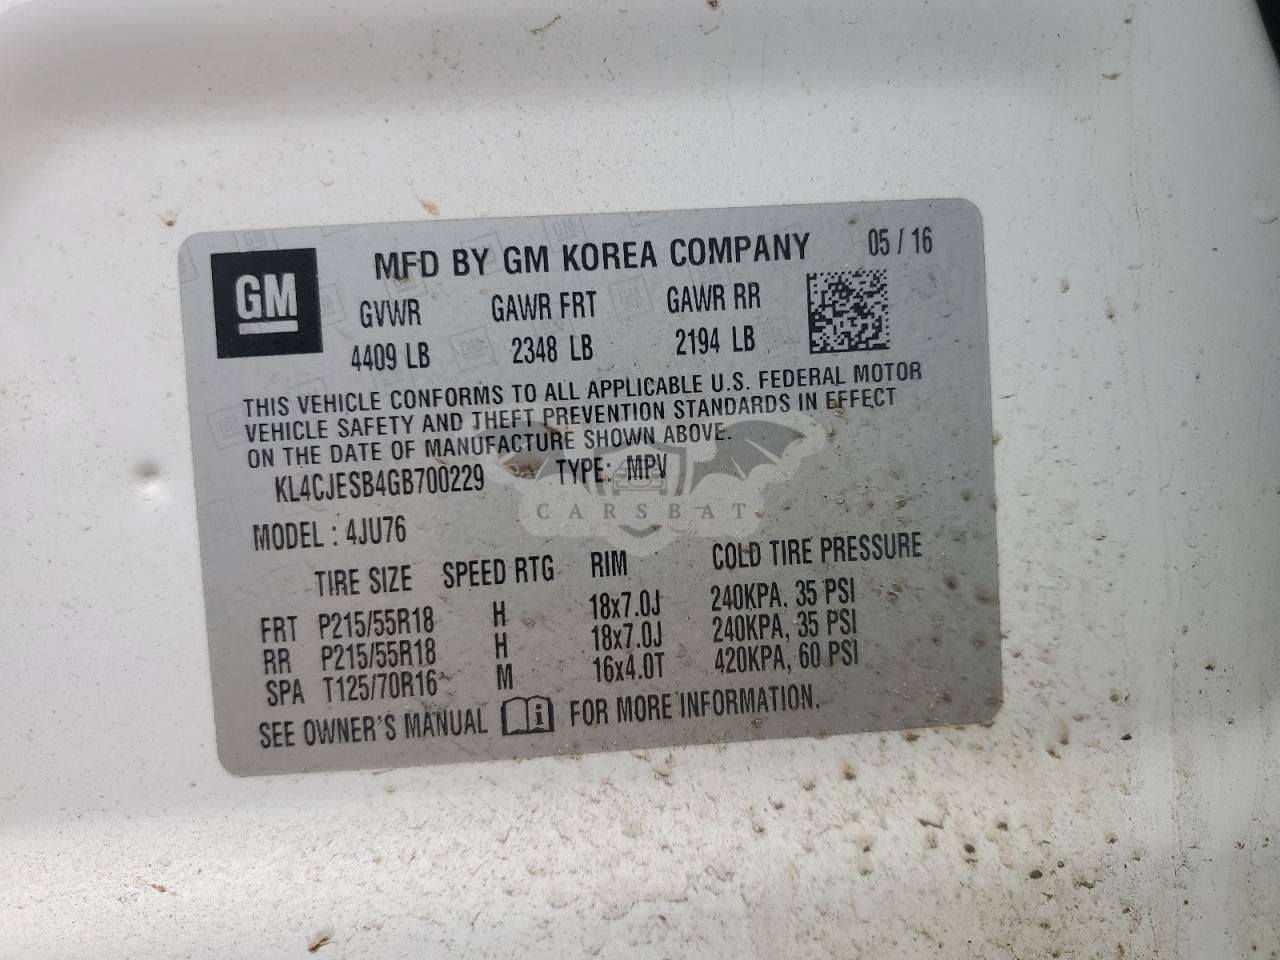 GM
MFD BY GM KOREA COMPANY 05 / 16
GVWR GAWR FRT GAWR RR
4409 LB 2348 LB 2194 LB
THIS VEHICLE CONFORMS TO ALL APPLICABLE U.S. FEDERAL MOTOR
VEHICLE SAFETY AND THEFT PREVENTION STANDARDS IN EFFECT
ON THE DATE OF MANUFACTURE SHOWN ABOVE.
KL4CJESB4GB700229 TYPE: MPV
CARSBAT
MODEL : 4JU76
TIRE SIZE SPEED RTG RIM COLD TIRE PRESSURE
FRT P215/55R18 H 18x7.0J 240KPA, 35 PSI
RR P215/55R18 H 18x7.0J 240KPA, 35 PSI
SPA T125/70R16 M 16x4.0T 420KPA, 60 PSI
SEE OWNER'S MANUAL i FOR MORE INFORMATION.